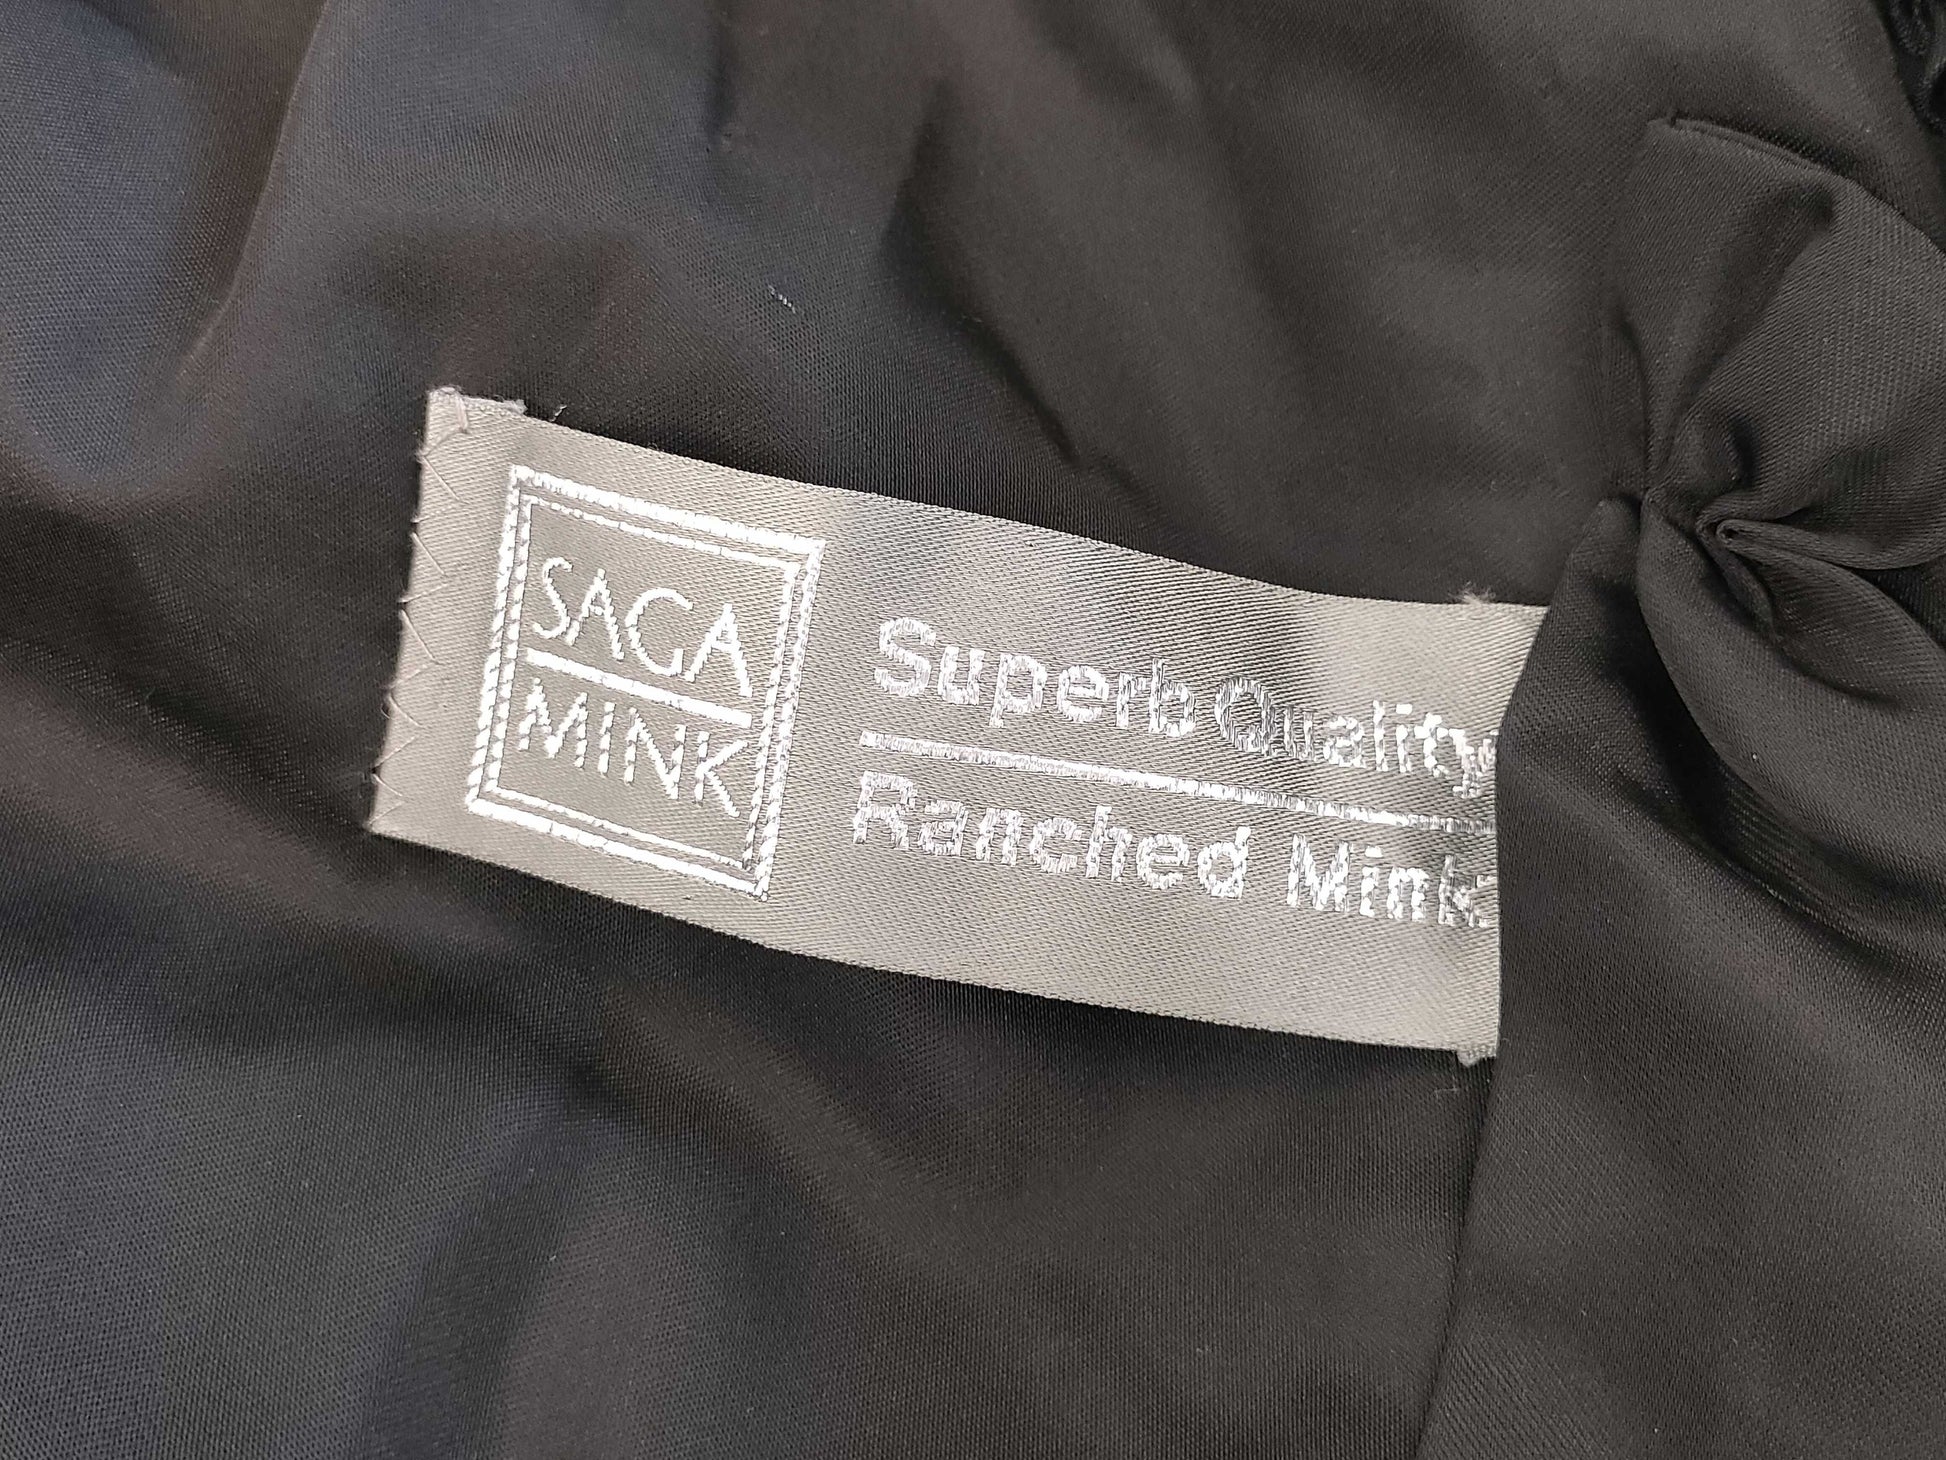 SAGA
MINK
Superb Quality
Ranched Mink